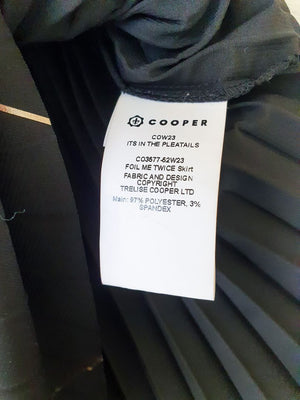 COOPER
COW23
ITS IN THE PLEATAILS
CO3577-52W23
FOIL ME TWICE Skirt
FABRIC AND DESIGN
COPYRIGHT
TRELISE COOPER LTD
Main: 97% POLYESTER, 3%
SPANDEX